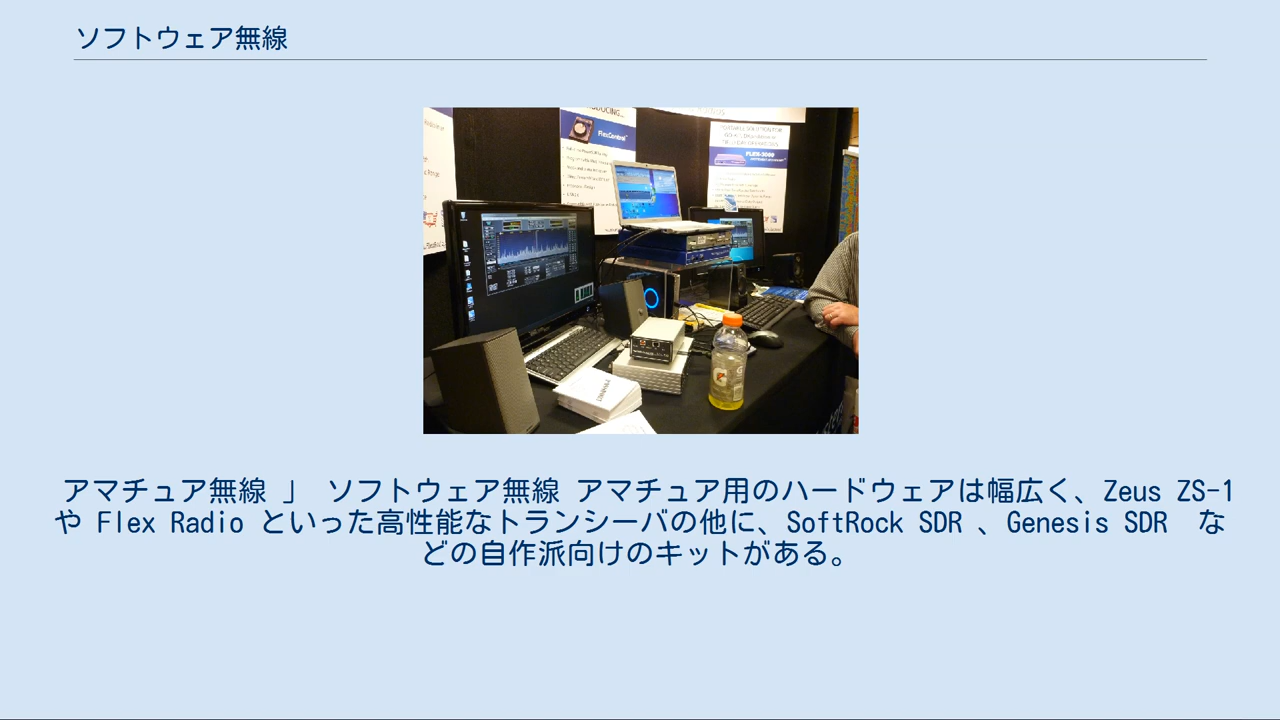 ソフトウェア無線
FlexControl
FLEX-3000
アマチュア無線 」 ソフトウェア無線 アマチュア用のハードウェアは幅広く、Zeus ZS-1
や Flex Radio といった高性能なトランシーバの他に、SoftRock SDR 、Genesis SDR な
どの自作派向けのキットがある。